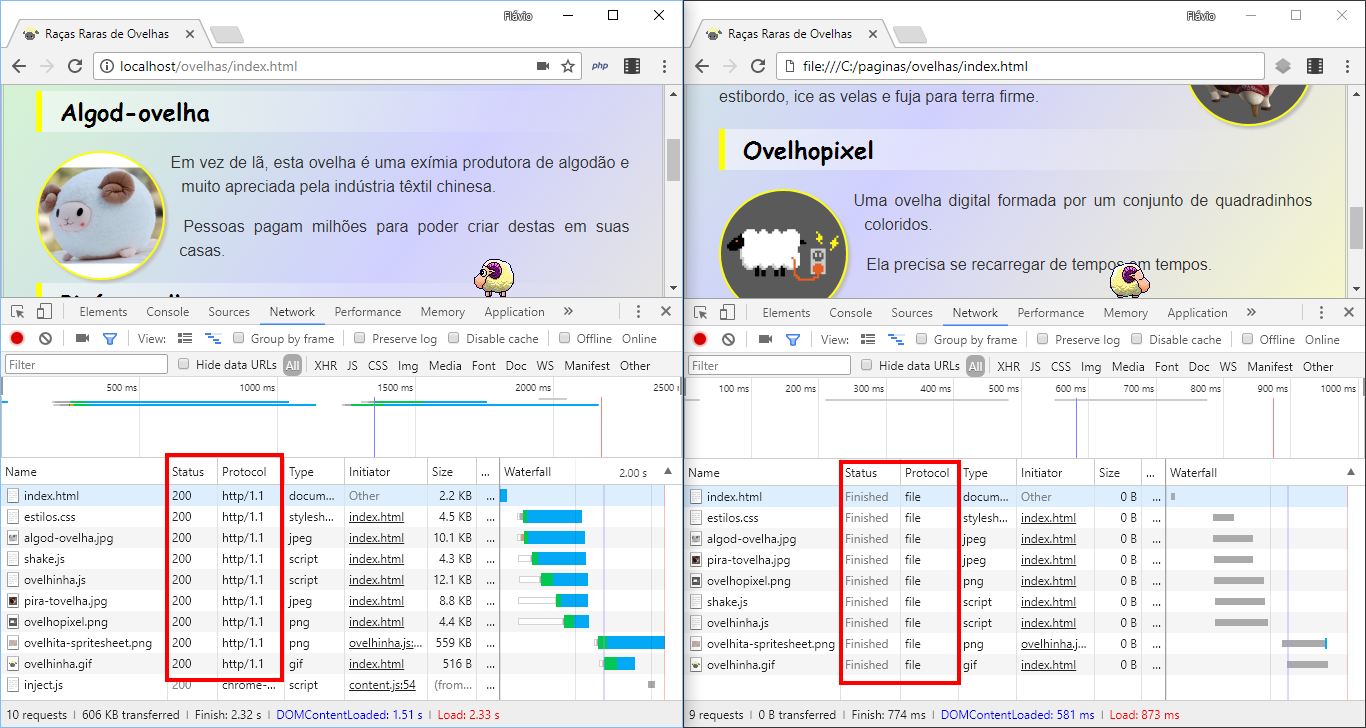 Flávio
Raças Raras de Ovelhas
localhost/ovelhas/index.html
php
Algod-ovelha
Em vez de lã, esta ovelha é uma exímia produtora de algodão e
muito apreciada pela indústria têxtil chinesa.
Pessoas pagam milhões para poder criar destas em suas
casas.
Elements Console Sources Network Performance Memory Application »
View: Group by frame Preserve log Disable cache Offline Online
Filter Hide data URLs All XHR JS CSS Img Media Font Doc WS Manifest Other
500 ms 1000 ms 1500 ms 2000 ms 2500 ms
Name Status Protocol Type Initiator Size ... Waterfall 2.00 s
index.html 200 http/1.1 docum... Other 2.2 KB ...
estilos.css 200 http/1.1 stylesh... index.html 4.5 KB ...
algod-ovelha.jpg 200 http/1.1 jpeg index.html 10.1 KB ...
shake.js 200 http/1.1 script index.html 4.3 KB ...
ovelhinha.js 200 http/1.1 script index.html 12.1 KB ...
pira-tovelha.jpg 200 http/1.1 jpeg index.html 8.8 KB ...
ovelhopixel.png 200 http/1.1 png index.html 4.4 KB ...
ovelhita-spritesheet.png 200 http/1.1 png ovelhinha.js:... 559 KB ...
ovelhinha.gif 200 http/1.1 gif index.html 516 B ...
inject.js 200 chrome-... script content.js:54 (from... ...
10 requests | 606 KB transferred | Finish: 2.32 s | DOMContentLoaded: 1.51 s | Load: 2.33 s
Flávio
Raças Raras de Ovelhas
file:///C:/paginas/ovelhas/index.html
estibordo, ice as velas e fuja para terra firme.
Ovelhopixel
Uma ovelha digital formada por um conjunto de quadradinhos
coloridos.
Ela precisa se recarregar de tempos em tempos.
Elements Console Sources Network Performance Memory Application »
View: Group by frame Preserve log Disable cache Offline Online
Filter Hide data URLs All XHR JS CSS Img Media Font Doc WS Manifest Other
100 ms 200 ms 300 ms 400 ms 500 ms 600 ms 700 ms 800 ms 900 ms 1000 ms
Name Status Protocol Type Initiator Size ... Waterfall
index.html Finished file docum... Other 0 B ...
estilos.css Finished file stylesh... index.html 0 B ...
algod-ovelha.jpg Finished file jpeg index.html 0 B ...
pira-tovelha.jpg Finished file jpeg index.html 0 B ...
ovelhopixel.png Finished file png index.html 0 B ...
shake.js Finished file script index.html 0 B ...
ovelhinha.js Finished file script index.html 0 B ...
ovelhita-spritesheet.png Finished file png ovelhinha.j... 0 B ...
ovelhinha.gif Finished file gif index.html 0 B ...
9 requests | 0 B transferred | Finish: 774 ms | DOMContentLoaded: 581 ms | Load: 873 ms